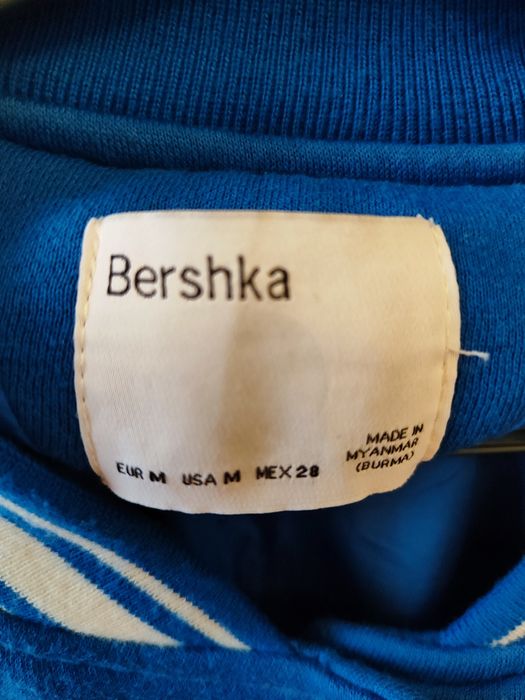 Bershka
EUR M USA M MEX 28
MADE IN
MYANMAR
(BURMA)